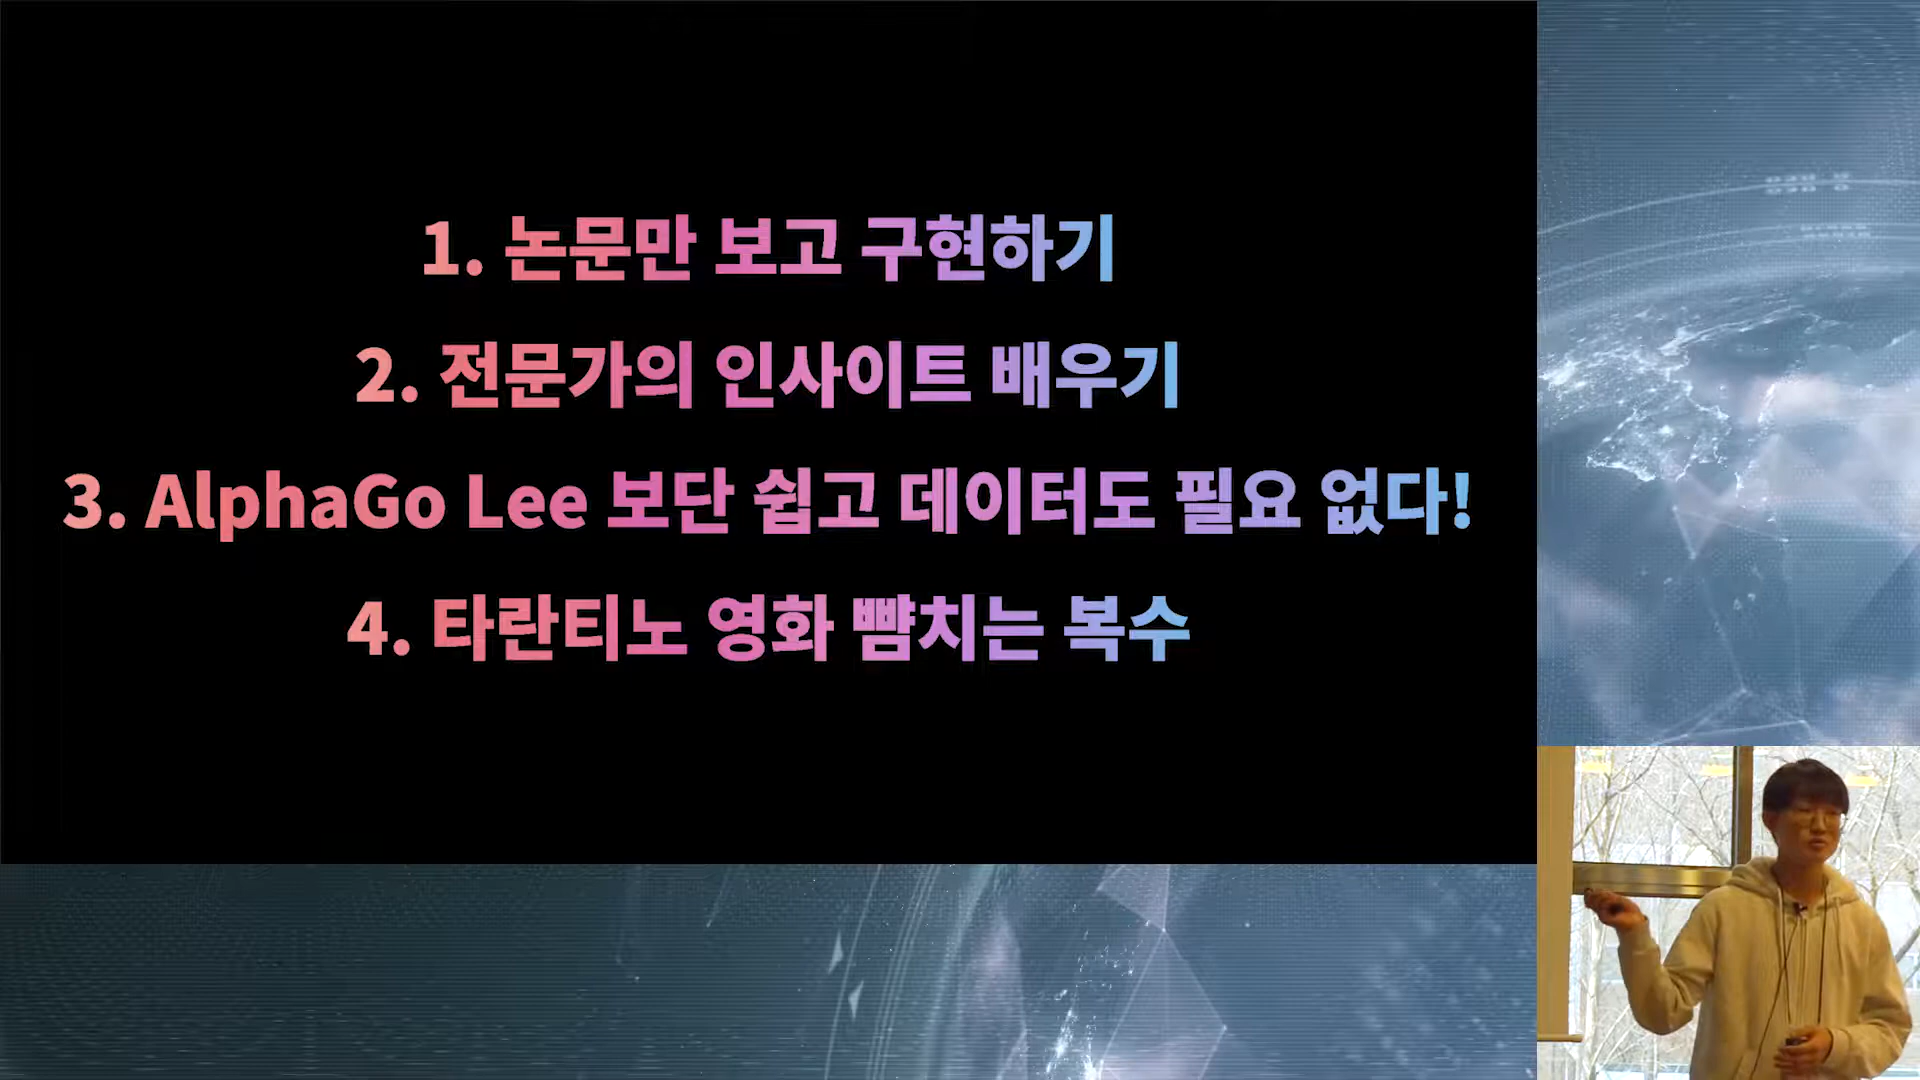 1. 논문만 보고 구현하기
2. 전문가의 인사이트 배우기
3. AlphaGo Lee 보단 쉽고 데이터도 필요 없다!
4. 타란티노 영화 뺨치는 복수